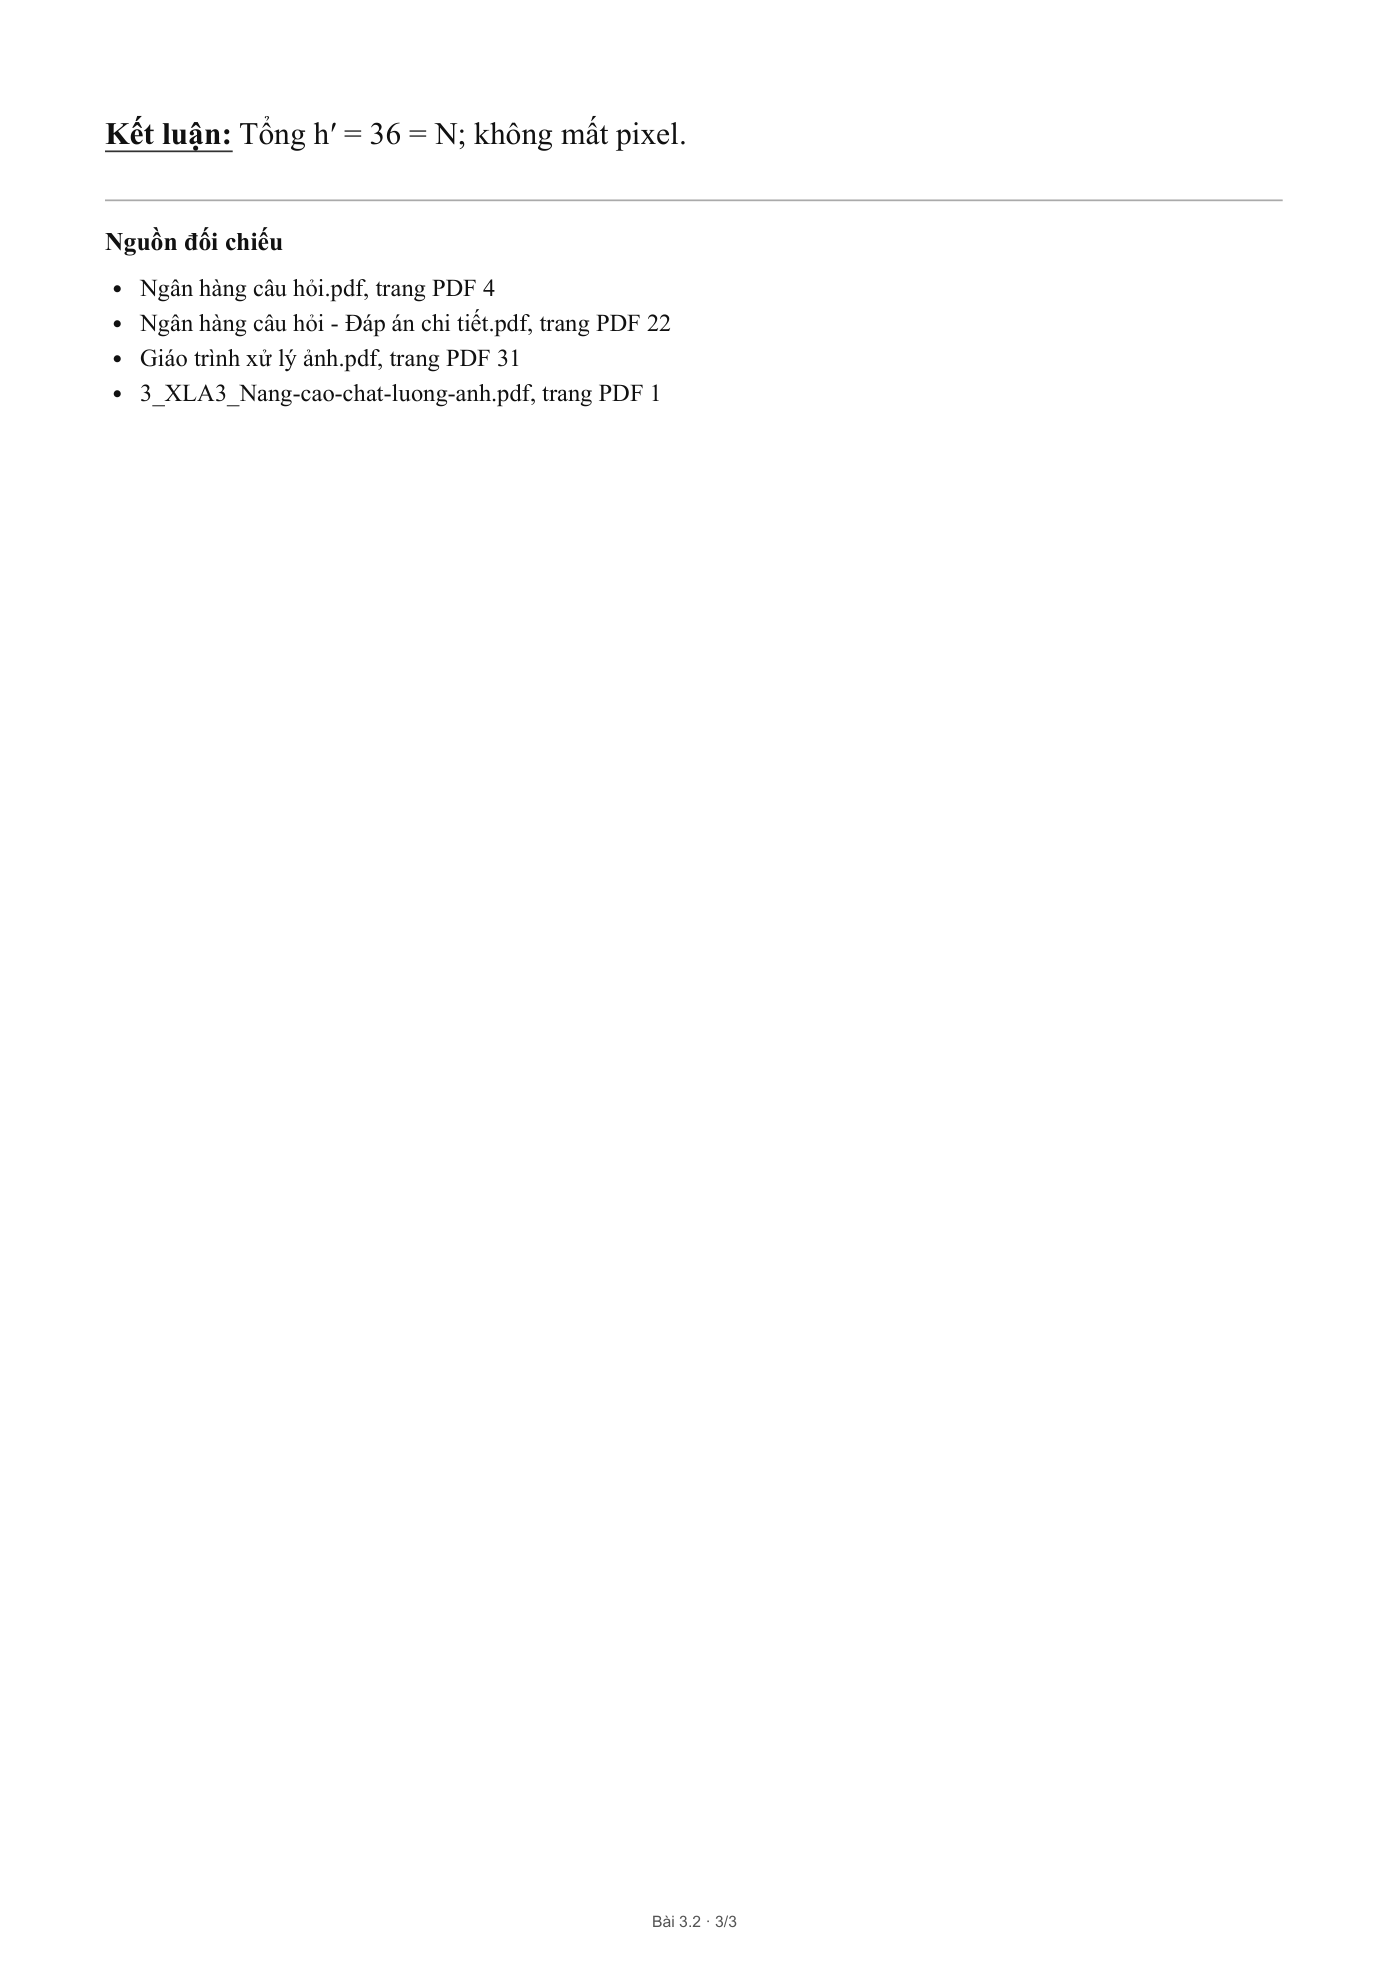 Kết luận: Tổng h′ = 36 = N; không mất pixel.
Nguồn đối chiếu
• Ngân hàng câu hỏi.pdf, trang PDF 4
• Ngân hàng câu hỏi - Đáp án chi tiết.pdf, trang PDF 22
• Giáo trình xử lý ảnh.pdf, trang PDF 31
• 3_XLA3_Nang-cao-chat-luong-anh.pdf, trang PDF 1
Bài 3.2 · 3/3